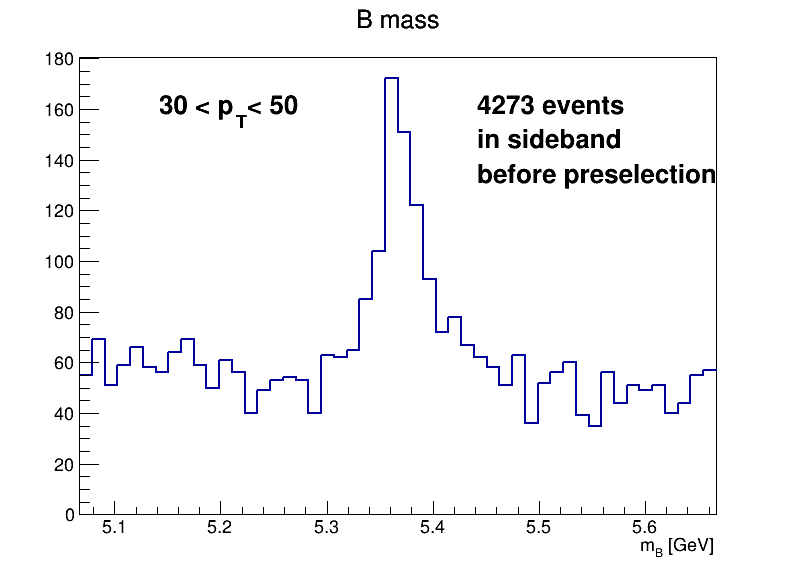 B mass
180
160
140
120
100
80
60
40
20
0
30 < p_T < 50
4273 events
in sideband
before preselection
5.1 5.2 5.3 5.4 5.5 5.6
m_B [GeV]